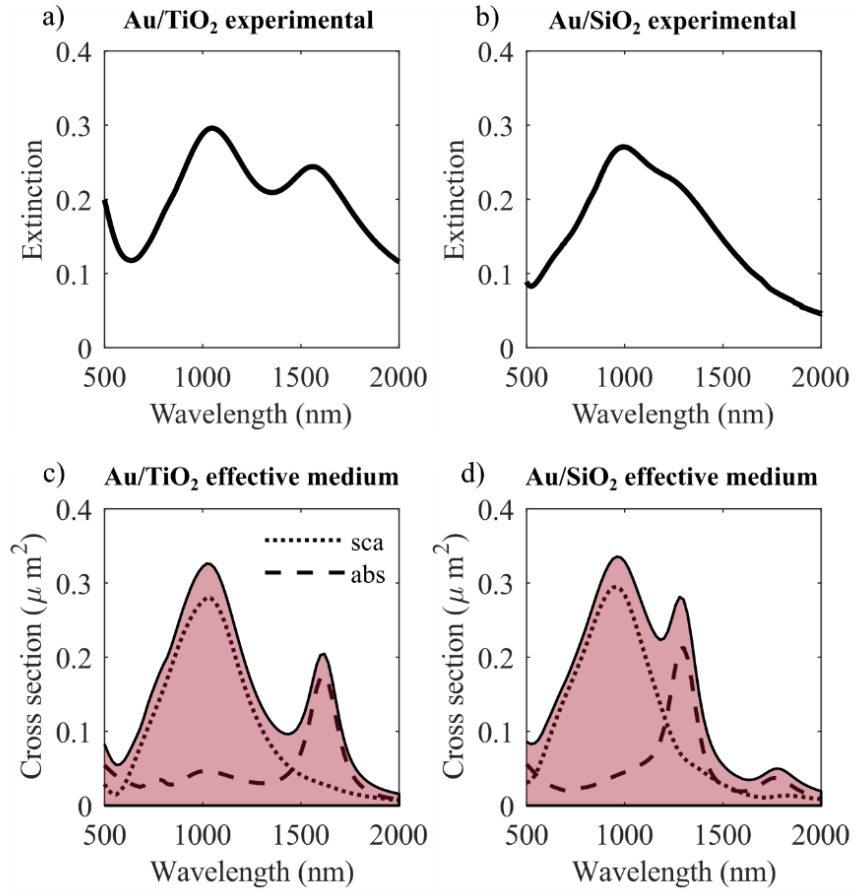 a) Au/TiO₂ experimental
0.4
0.3
0.2
0.1
0
Extinction
500 1000 1500 2000
Wavelength (nm)
b) Au/SiO₂ experimental
0.4
0.3
0.2
0.1
0
Extinction
500 1000 1500 2000
Wavelength (nm)
c) Au/TiO₂ effective medium
0.4
0.3
0.2
0.1
0
Cross section (μ m²)
sca
abs
500 1000 1500 2000
Wavelength (nm)
d) Au/SiO₂ effective medium
0.4
0.3
0.2
0.1
0
Cross section (μ m²)
500 1000 1500 2000
Wavelength (nm)